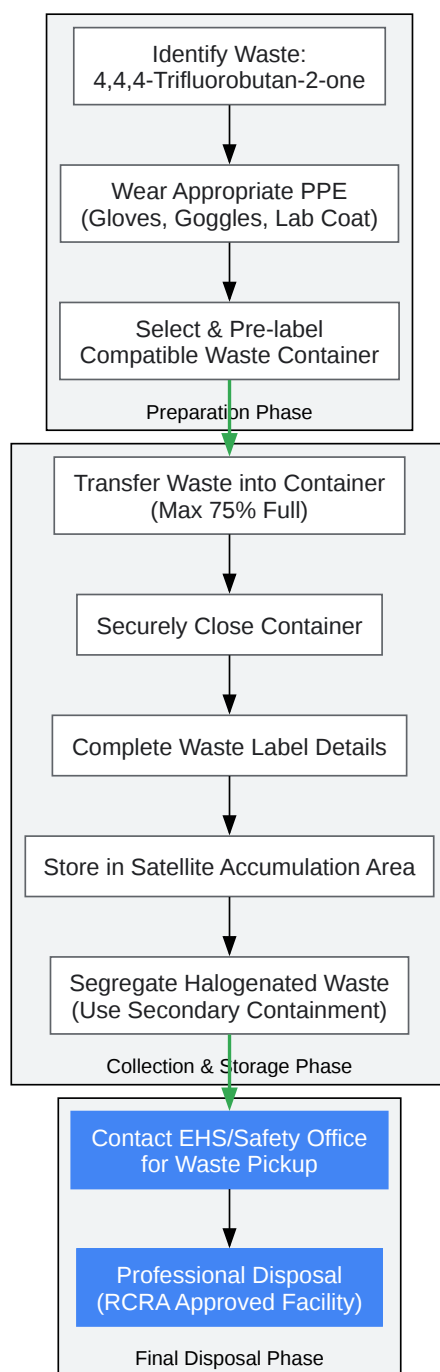 Identify Waste:
4,4,4-Trifluorobutan-2-one
Wear Appropriate PPE
(Gloves, Goggles, Lab Coat)
Select & Pre-label
Compatible Waste Container
Preparation Phase
Transfer Waste into Container
(Max 75% Full)
Securely Close Container
Complete Waste Label Details
Store in Satellite Accumulation Area
Segregate Halogenated Waste
(Use Secondary Containment)
Collection & Storage Phase
Contact EHS/Safety Office
for Waste Pickup
Professional Disposal
(RCRA Approved Facility)
Final Disposal Phase